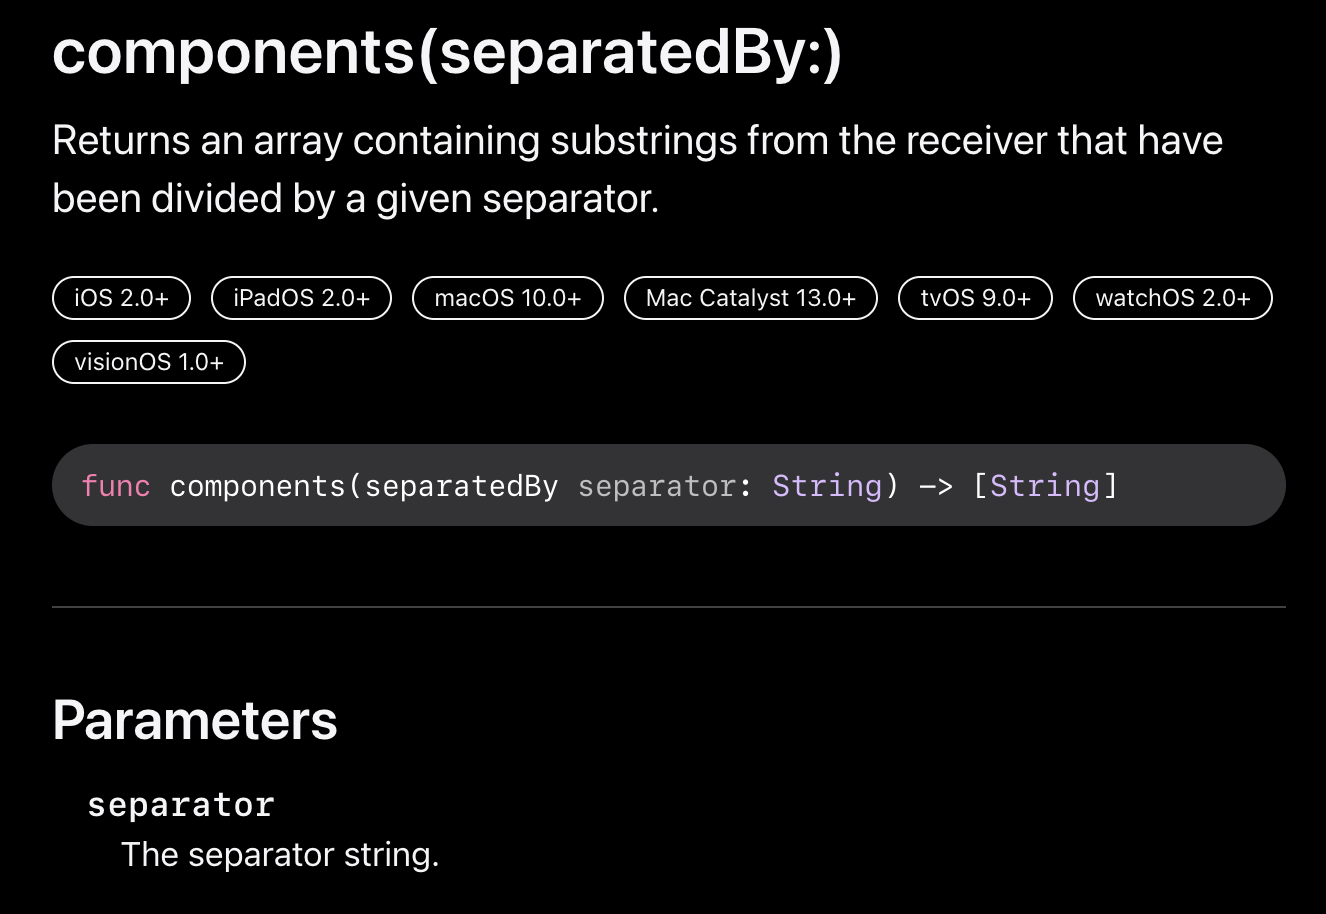 components(separatedBy:)
Returns an array containing substrings from the receiver that have
been divided by a given separator.
iOS 2.0+ iPadOS 2.0+ macOS 10.0+ Mac Catalyst 13.0+ tvOS 9.0+ watchOS 2.0+
visionOS 1.0+
func components(separatedBy separator: String) -> [String]
Parameters
separator
The separator string.